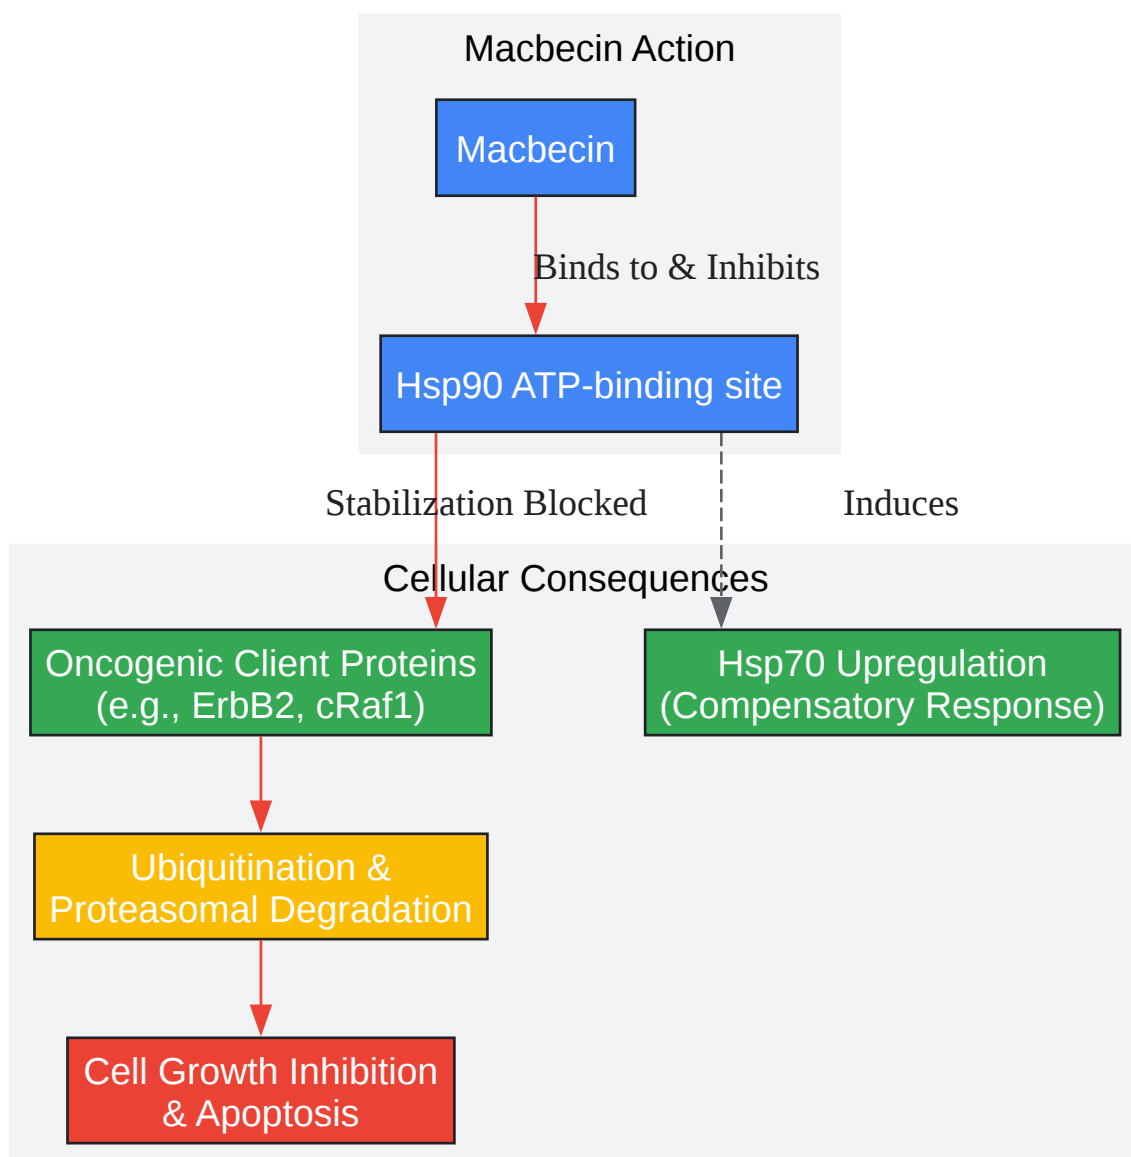 Macbecin Action
Macbecin
Binds to & Inhibits
Hsp90 ATP-binding site
Stabilization Blocked
Induces
Cellular Consequences
Oncogenic Client Proteins
(e.g., ErbB2, cRaf1)
Hsp70 Upregulation
(Compensatory Response)
Ubiquitination &
Proteasomal Degradation
Cell Growth Inhibition
& Apoptosis